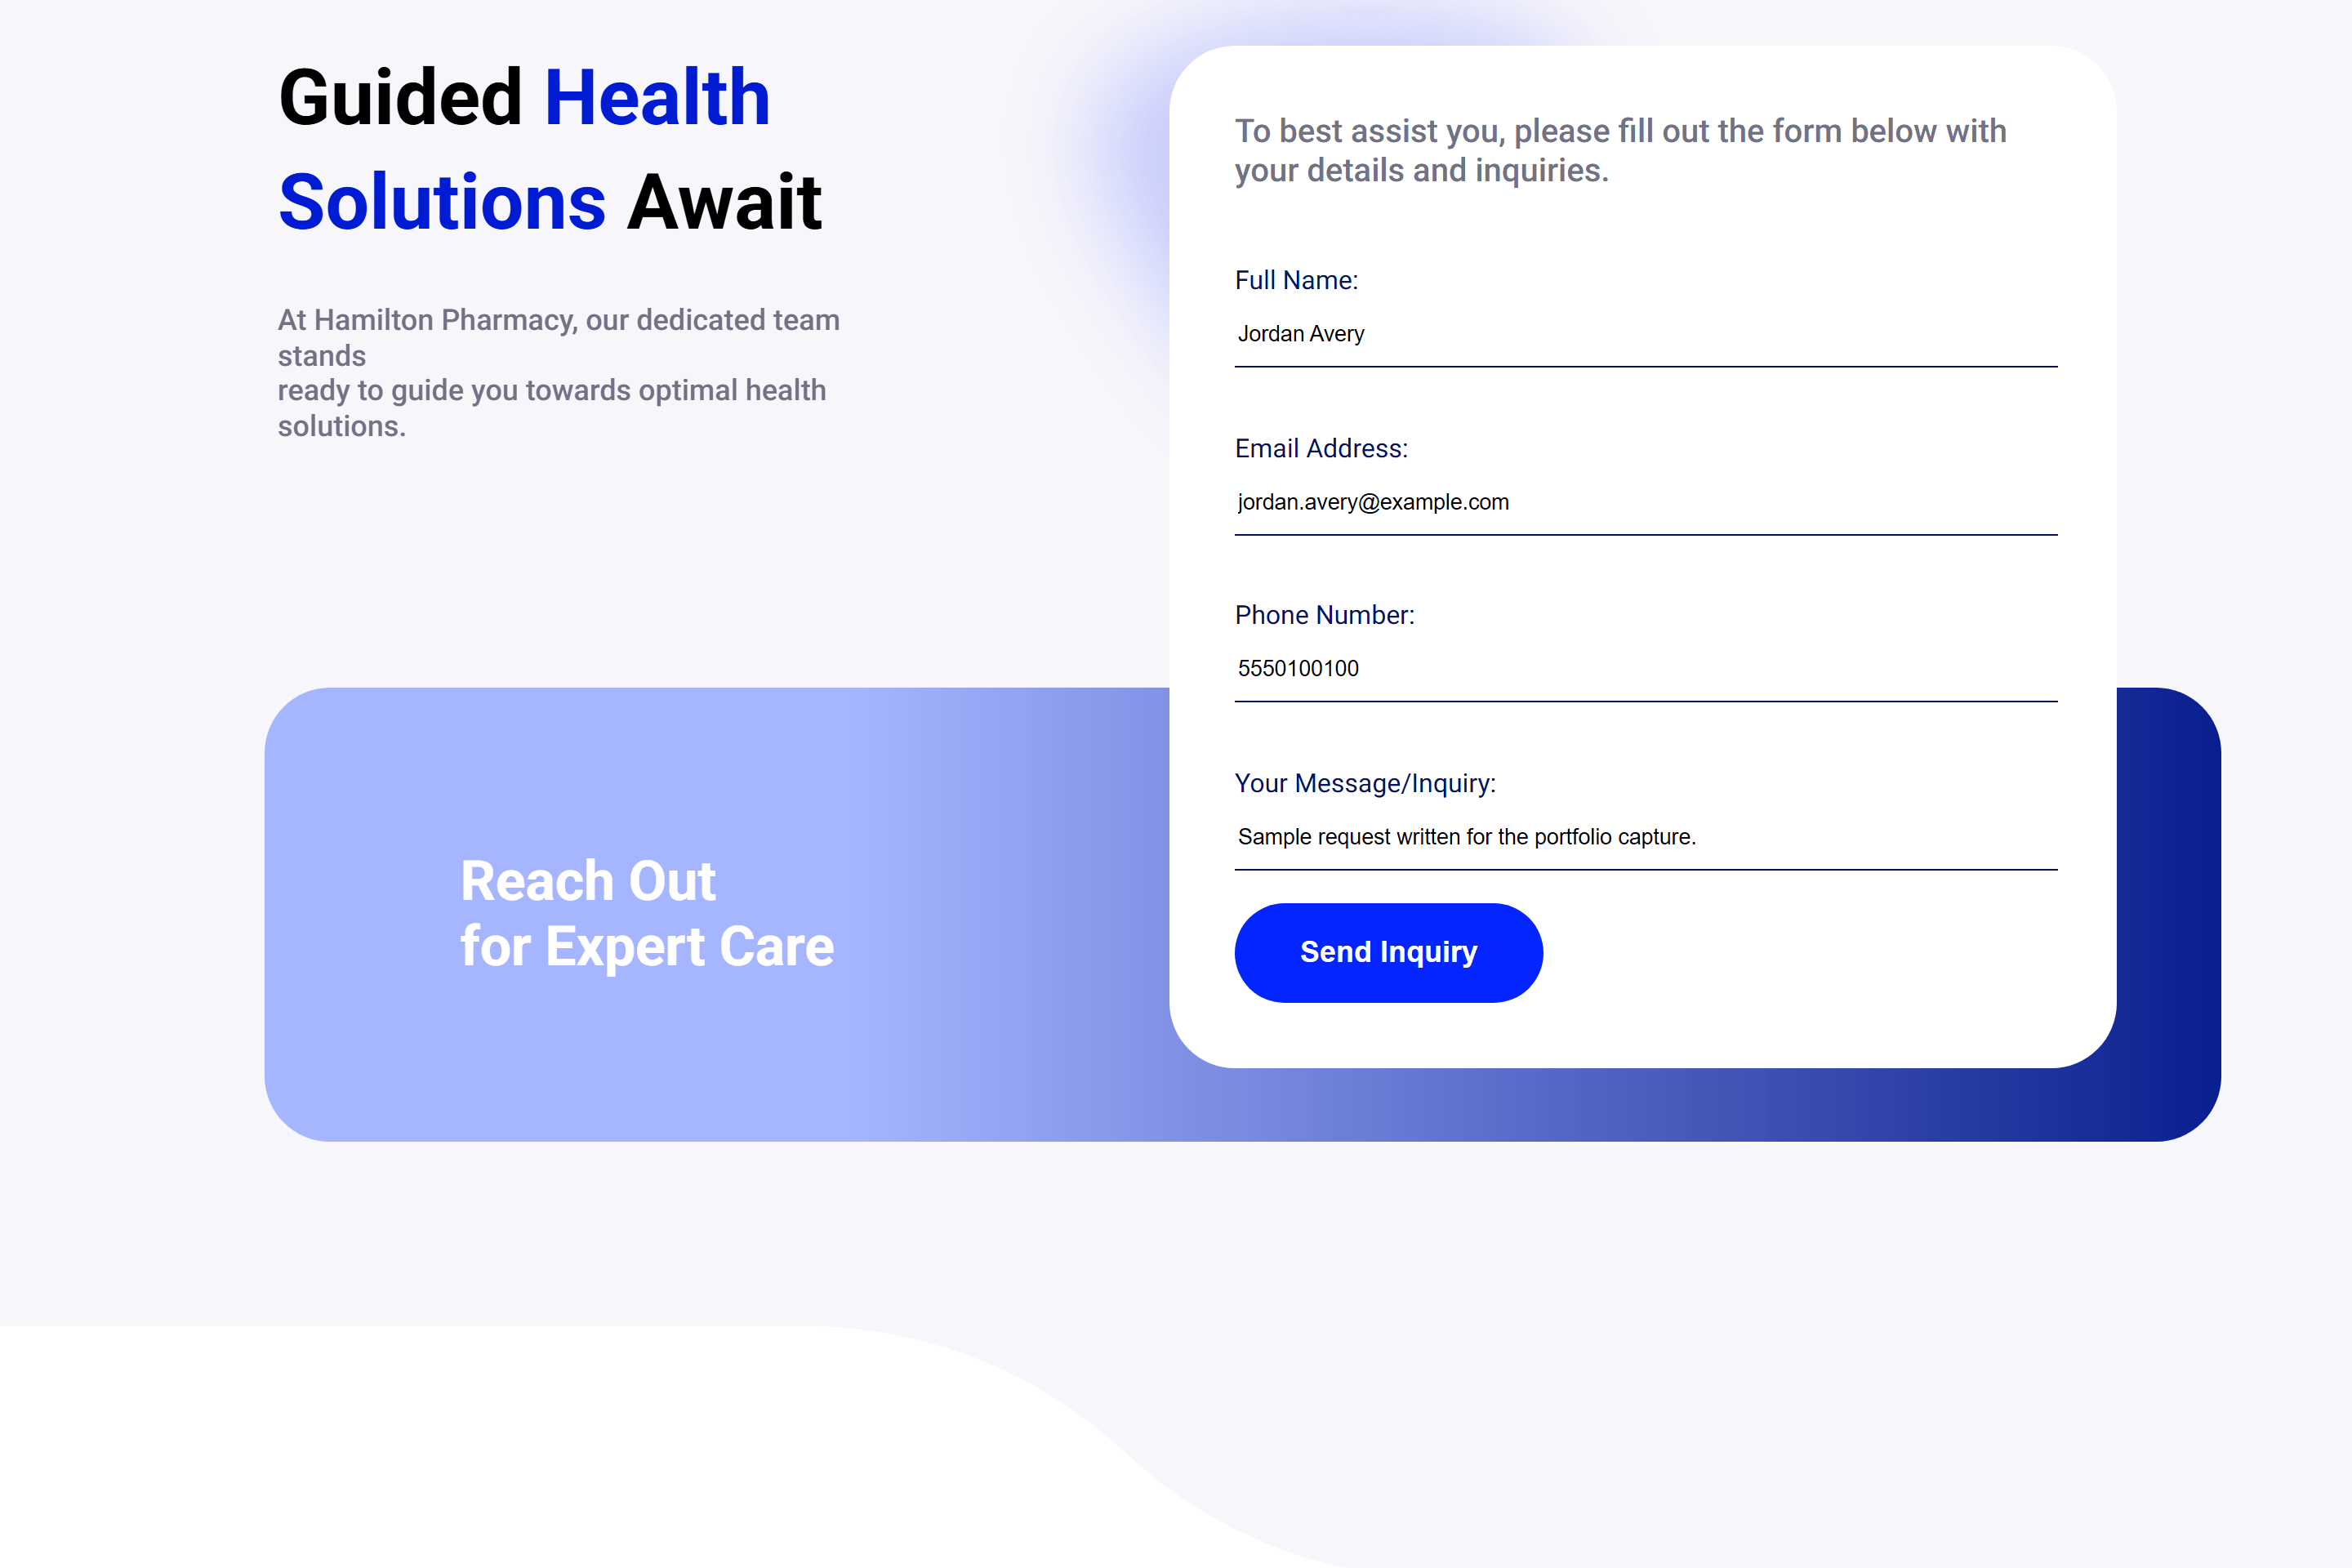 Guided Health
Solutions Await
At Hamilton Pharmacy, our dedicated team
stands
ready to guide you towards optimal health
solutions.
Reach Out
for Expert Care
To best assist you, please fill out the form below with
your details and inquiries.
Full Name:
Jordan Avery
Email Address:
jordan.avery@example.com
Phone Number:
5550100100
Your Message/Inquiry:
Sample request written for the portfolio capture.
Send Inquiry